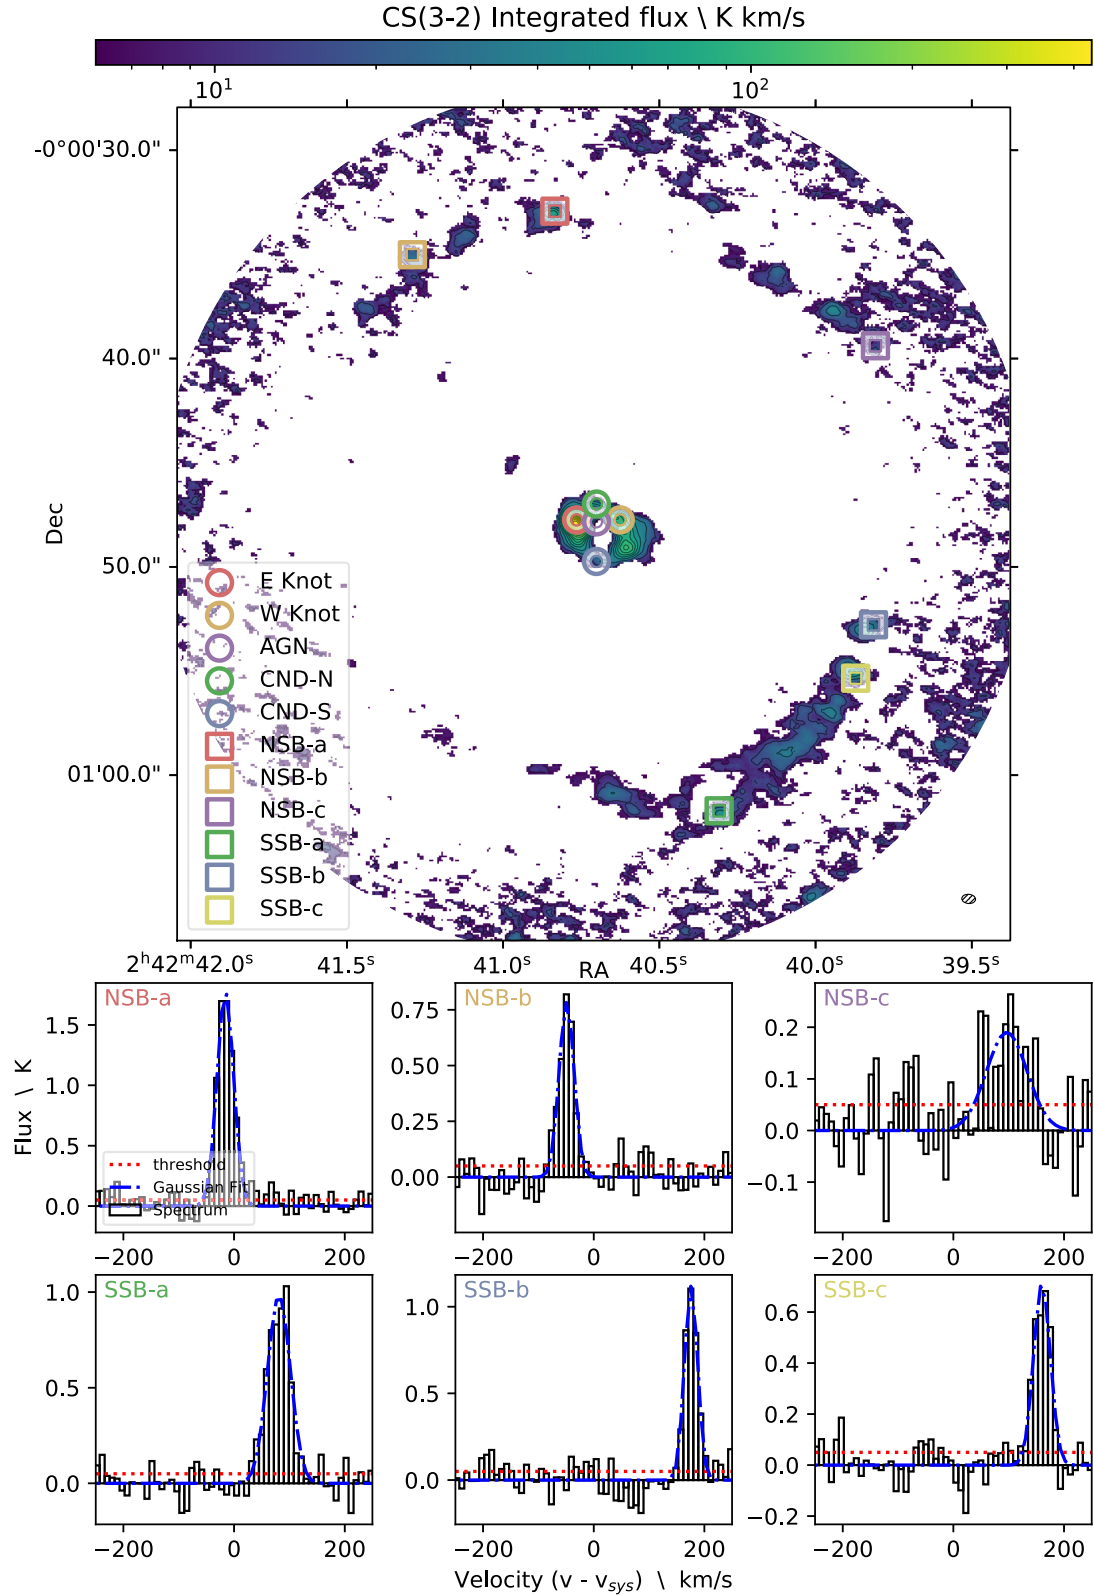 CS(3-2) Integrated flux \ K km/s
10¹ 10²
-0°00'30.0"
40.0"
50.0"
01'00.0"
Dec
E Knot
W Knot
AGN
CND-N
CND-S
NSB-a
NSB-b
NSB-c
SSB-a
SSB-b
SSB-c
2ʰ42ᵐ42.0ˢ 41.5ˢ 41.0ˢ 40.5ˢ 40.0ˢ 39.5ˢ
RA
NSB-a
1.5
1.0
0.5
0.0
Flux \ K
threshold
Gaussian Fit
Spectrum
−200 0 200
NSB-b
0.75
0.50
0.25
0.00
−200 0 200
NSB-c
0.2
0.1
0.0
−0.1
−200 0 200
SSB-a
1.0
0.5
0.0
−200 0 200
SSB-b
1.0
0.5
0.0
−200 0 200
SSB-c
0.6
0.4
0.2
0.0
−0.2
−200 0 200
Velocity (v - v_sys) \ km/s